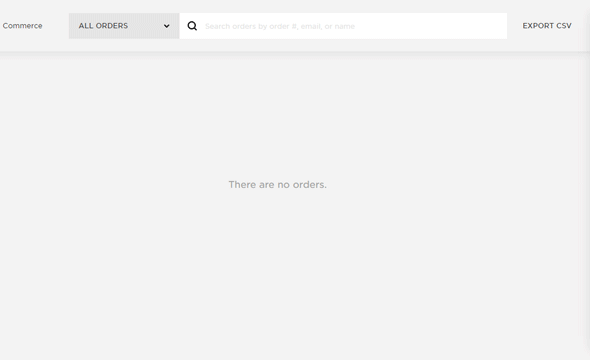 Commerce
ALL ORDERS
Search orders by order #, email, or name
EXPORT CSV
There are no orders.